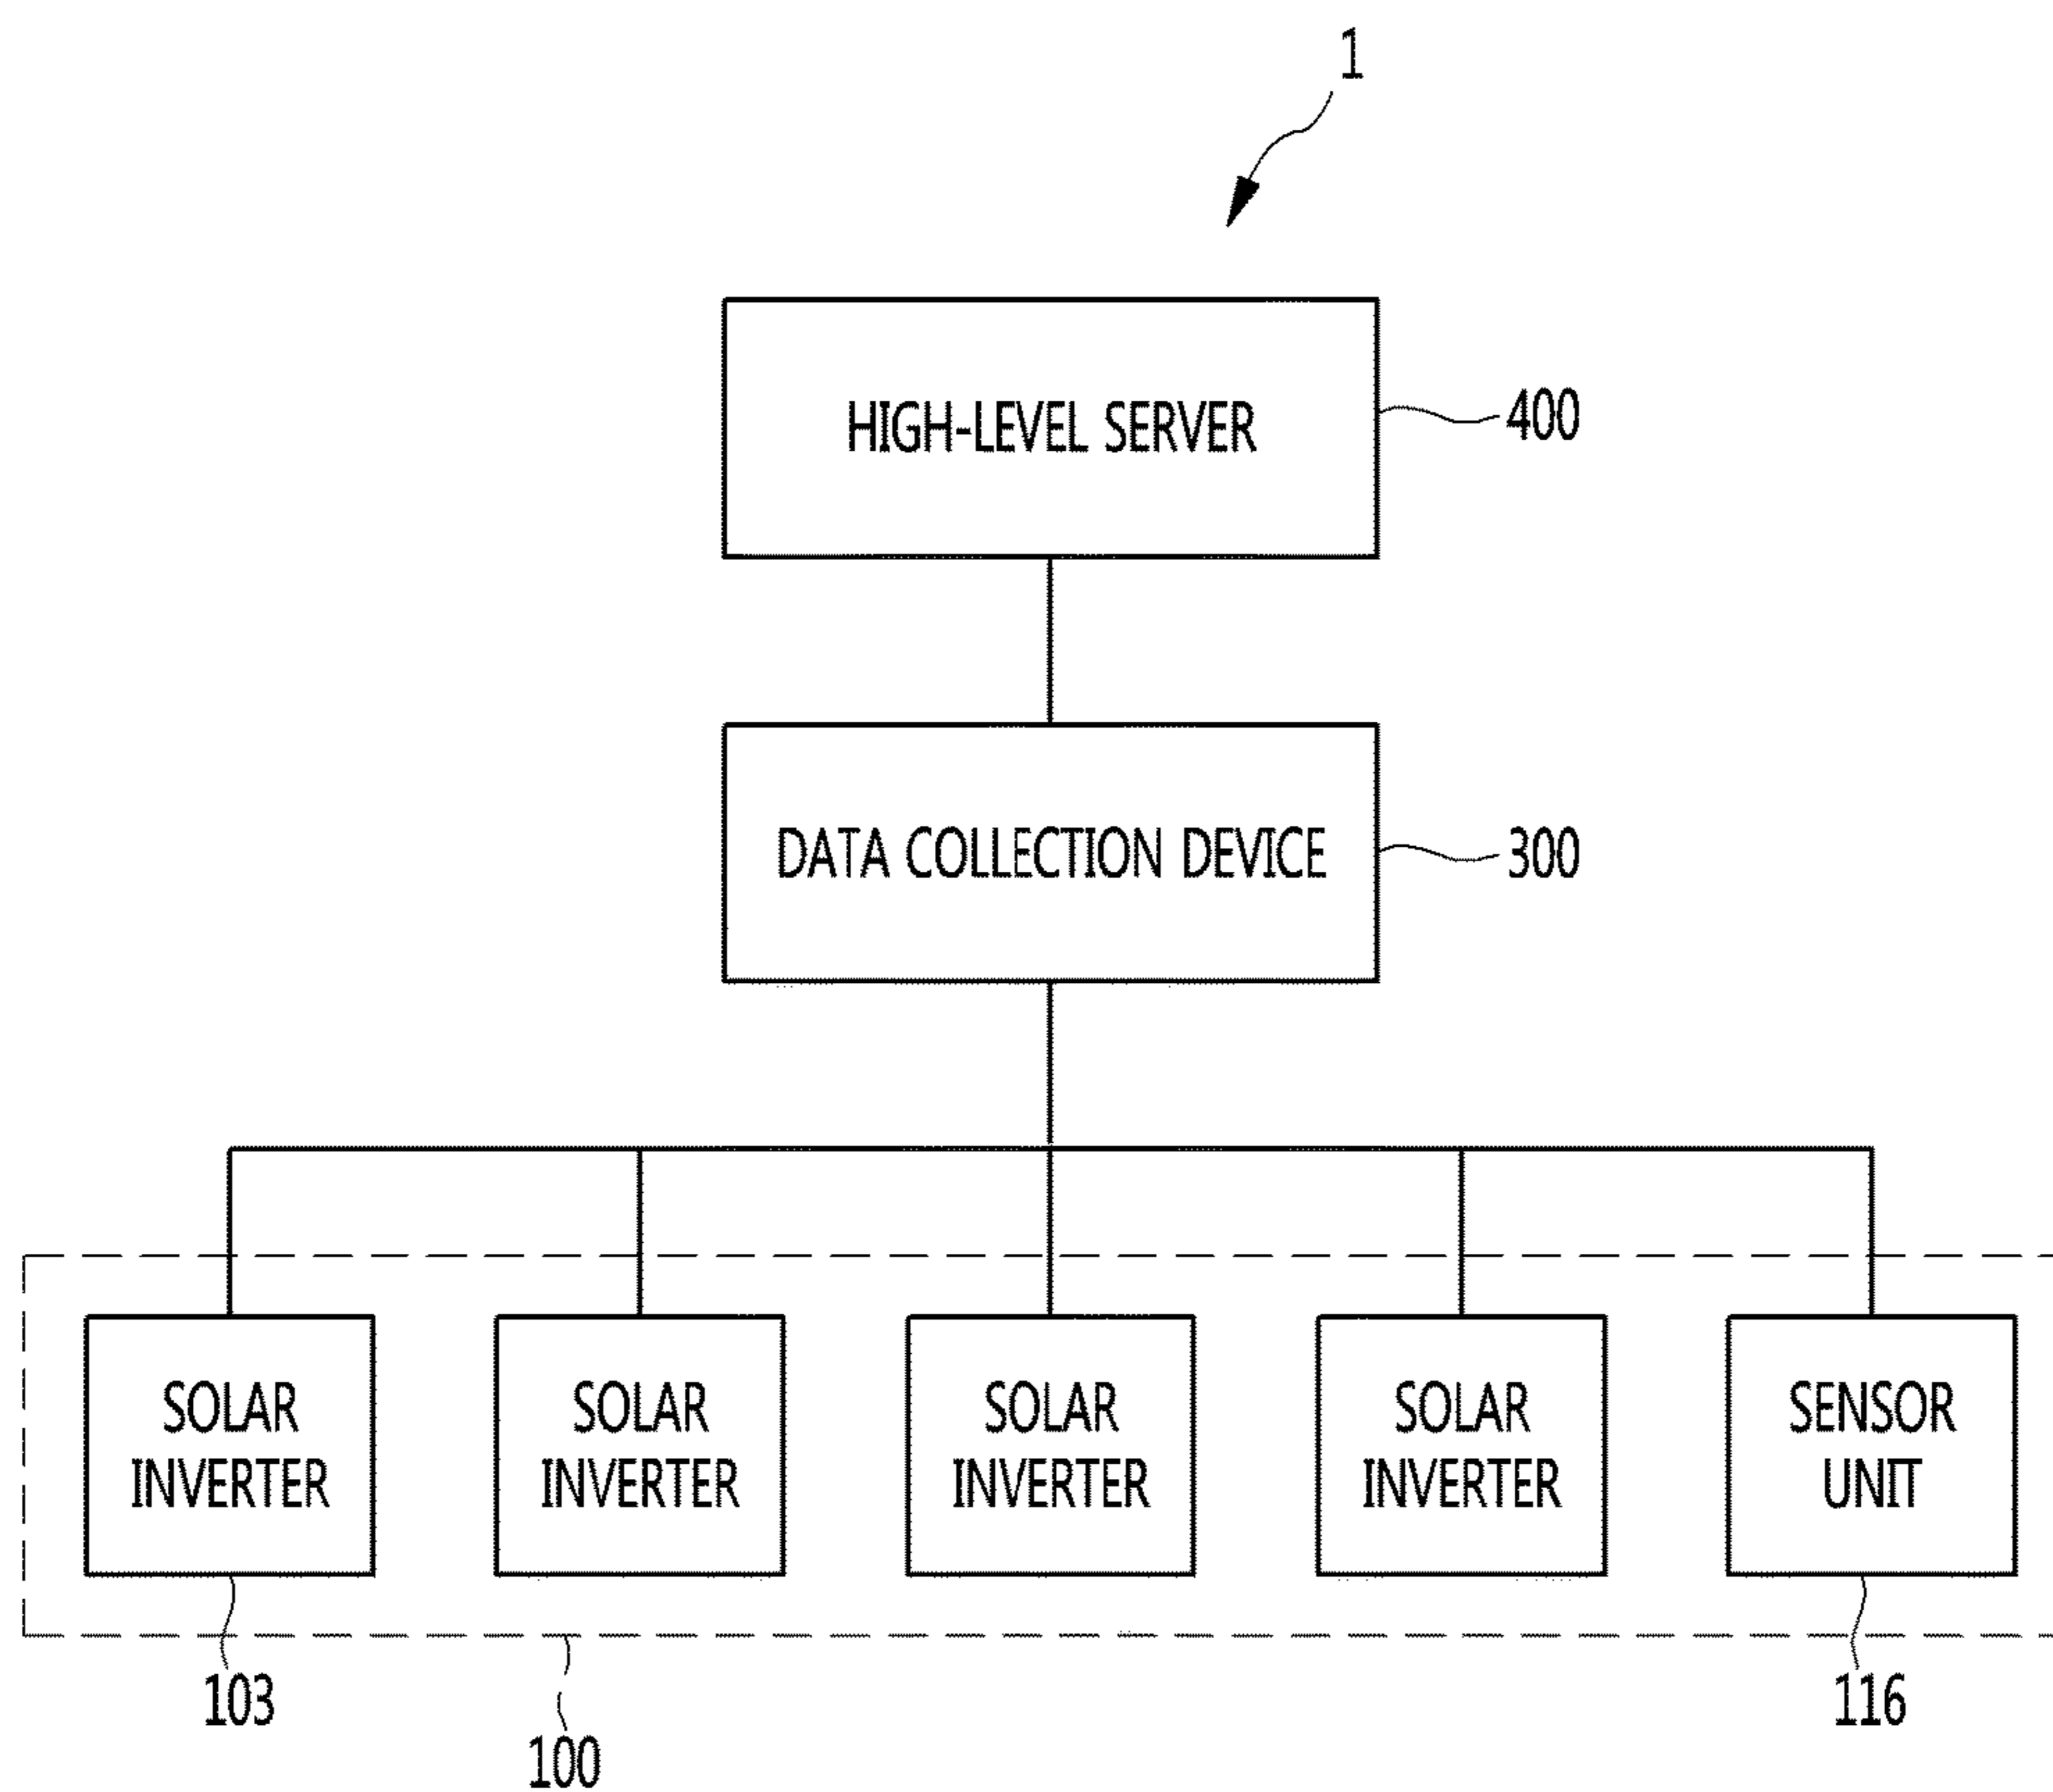 1
HIGH-LEVEL SERVER
400
DATA COLLECTION DEVICE
300
SOLAR
INVERTER
SOLAR
INVERTER
SOLAR
INVERTER
SOLAR
INVERTER
SENSOR
UNIT
103
100
116